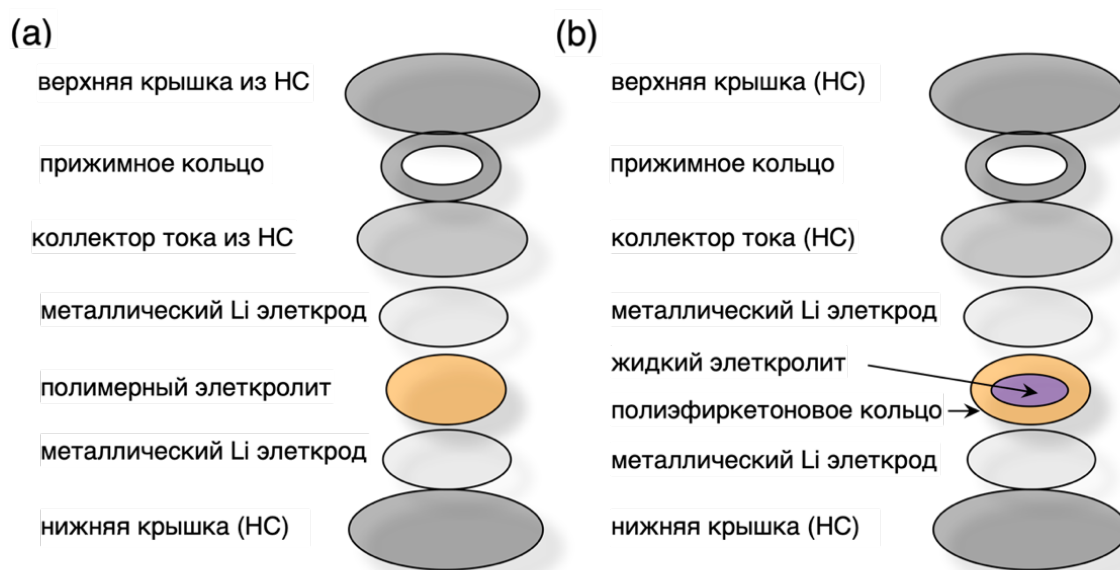 (a)
верхняя крышка из НС
прижимное кольцо
коллектор тока из НС
металлический Li элеткрод
полимерный элеткролит
металлический Li элеткрод
нижняя крышка (НС)
(b)
верхняя крышка (НС)
прижимное кольцо
коллектор тока (НС)
металлический Li элеткрод
жидкий элеткролит
полиэфиркетоновое кольцо
металлический Li элеткрод
нижняя крышка (НС)